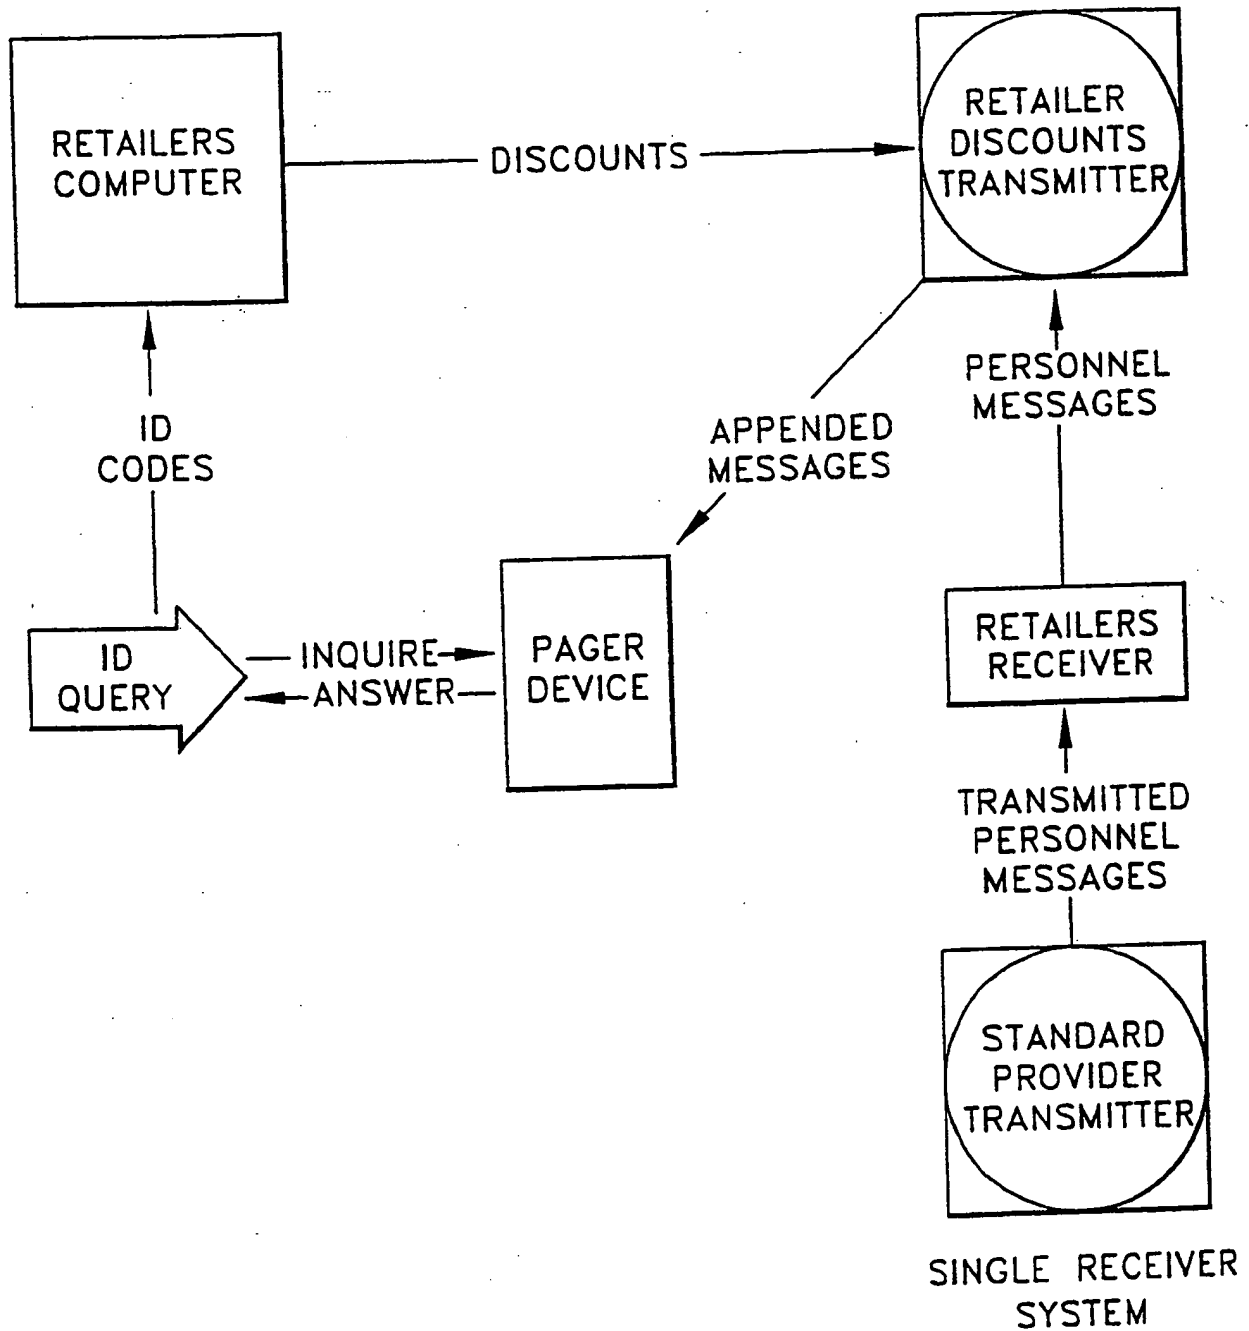 RETAILERS
COMPUTER
DISCOUNTS
RETAILER
DISCOUNTS
TRANSMITTER
ID
CODES
APPENDED
MESSAGES
PERSONNEL
MESSAGES
ID
QUERY
INQUIRE
ANSWER
PAGER
DEVICE
RETAILERS
RECEIVER
TRANSMITTED
PERSONNEL
MESSAGES
STANDARD
PROVIDER
TRANSMITTER
SINGLE RECEIVER
SYSTEM